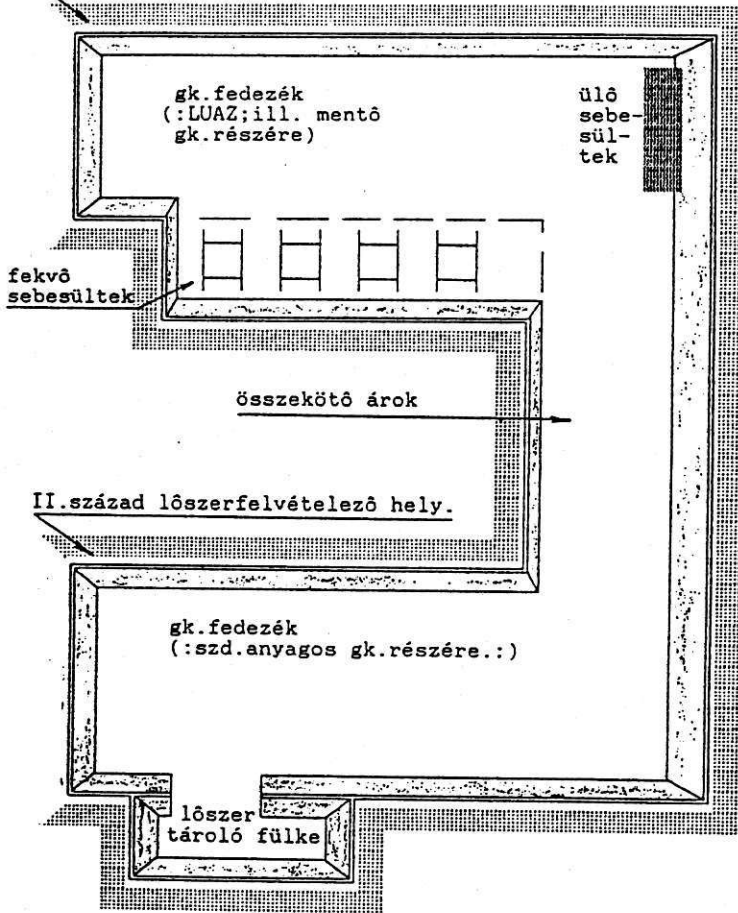 gk.fedezék
(:LUAZ;ill. mentô
gk.részére)
ülô
sebe-
sül-
tek
fekvô
sebesültek
összekötô árok
II.század lôszerfelvételezô hely.
gk.fedezék
(:szd.anyagos gk.részére.:)
lôszer
tároló fülke